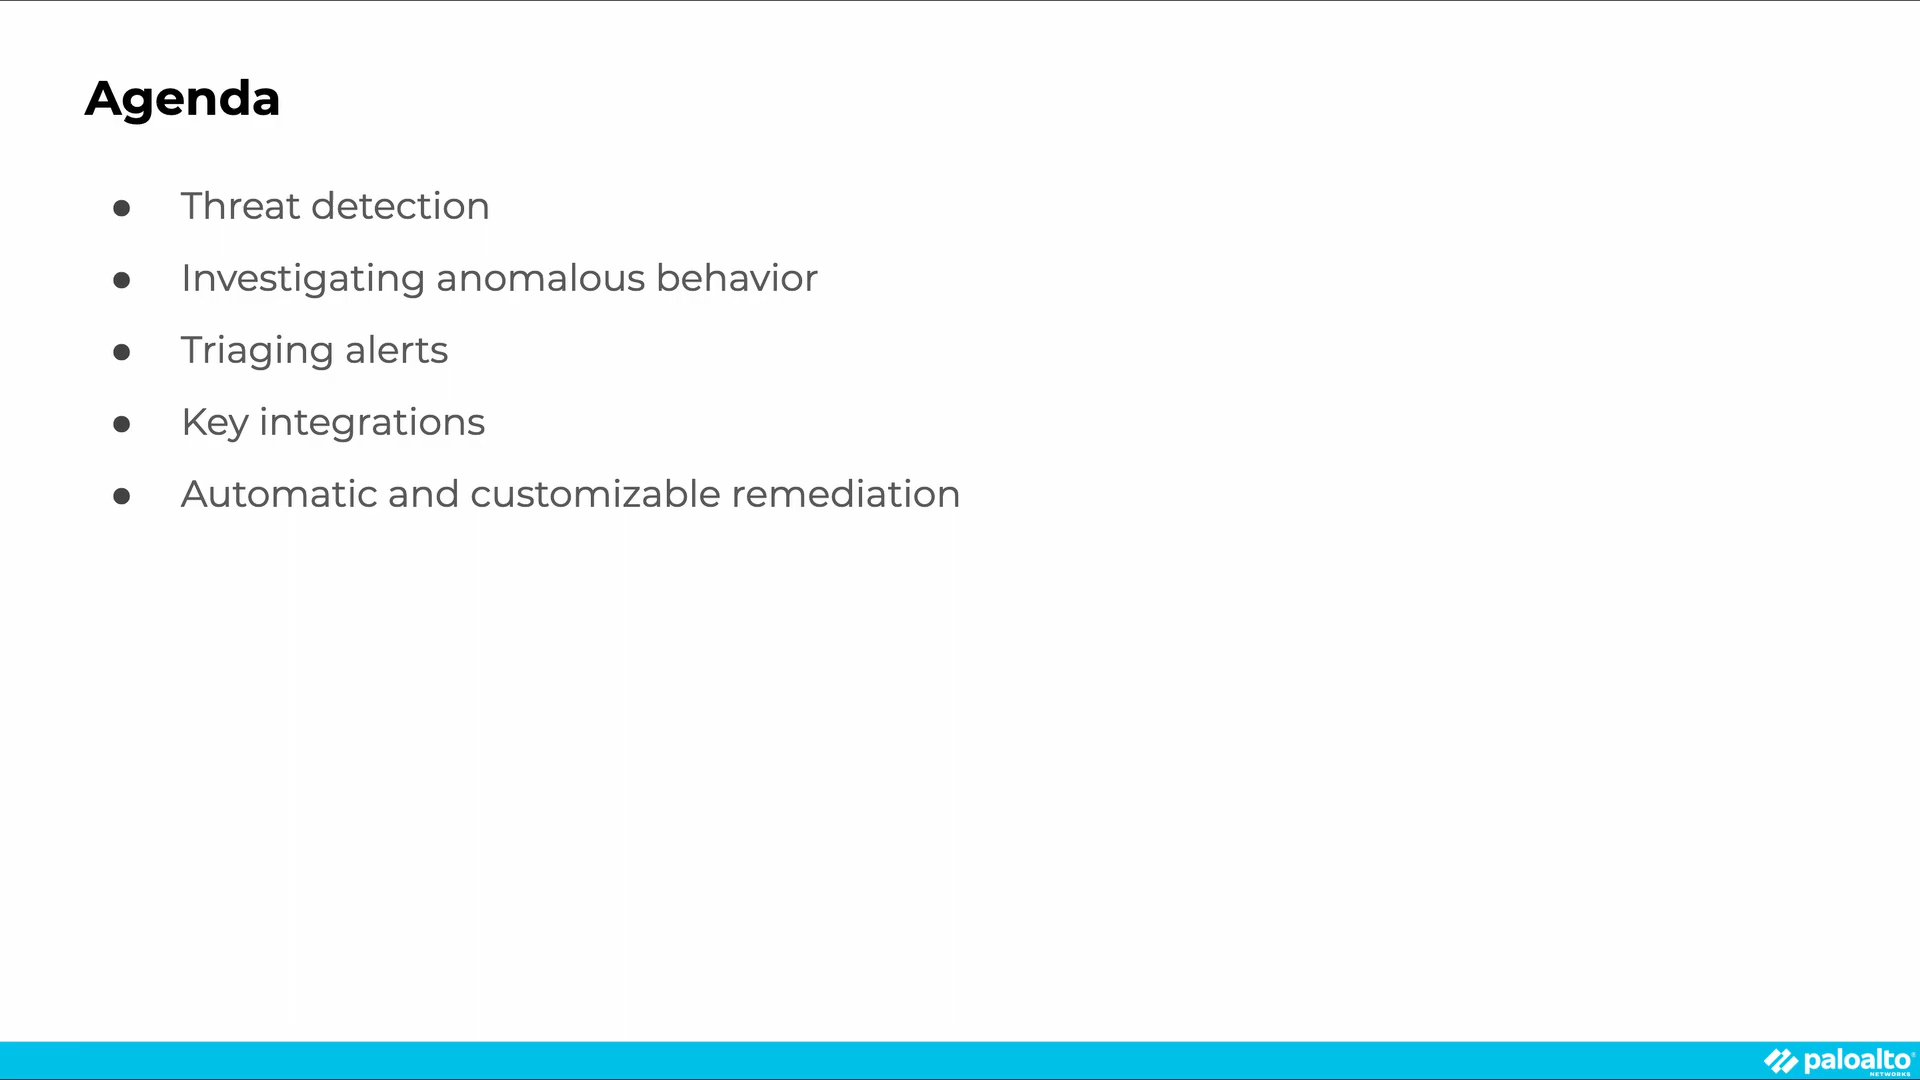 Agenda
● Threat detection
● Investigating anomalous behavior
● Triaging alerts
● Key integrations
● Automatic and customizable remediation
paloalto®
NETWORKS